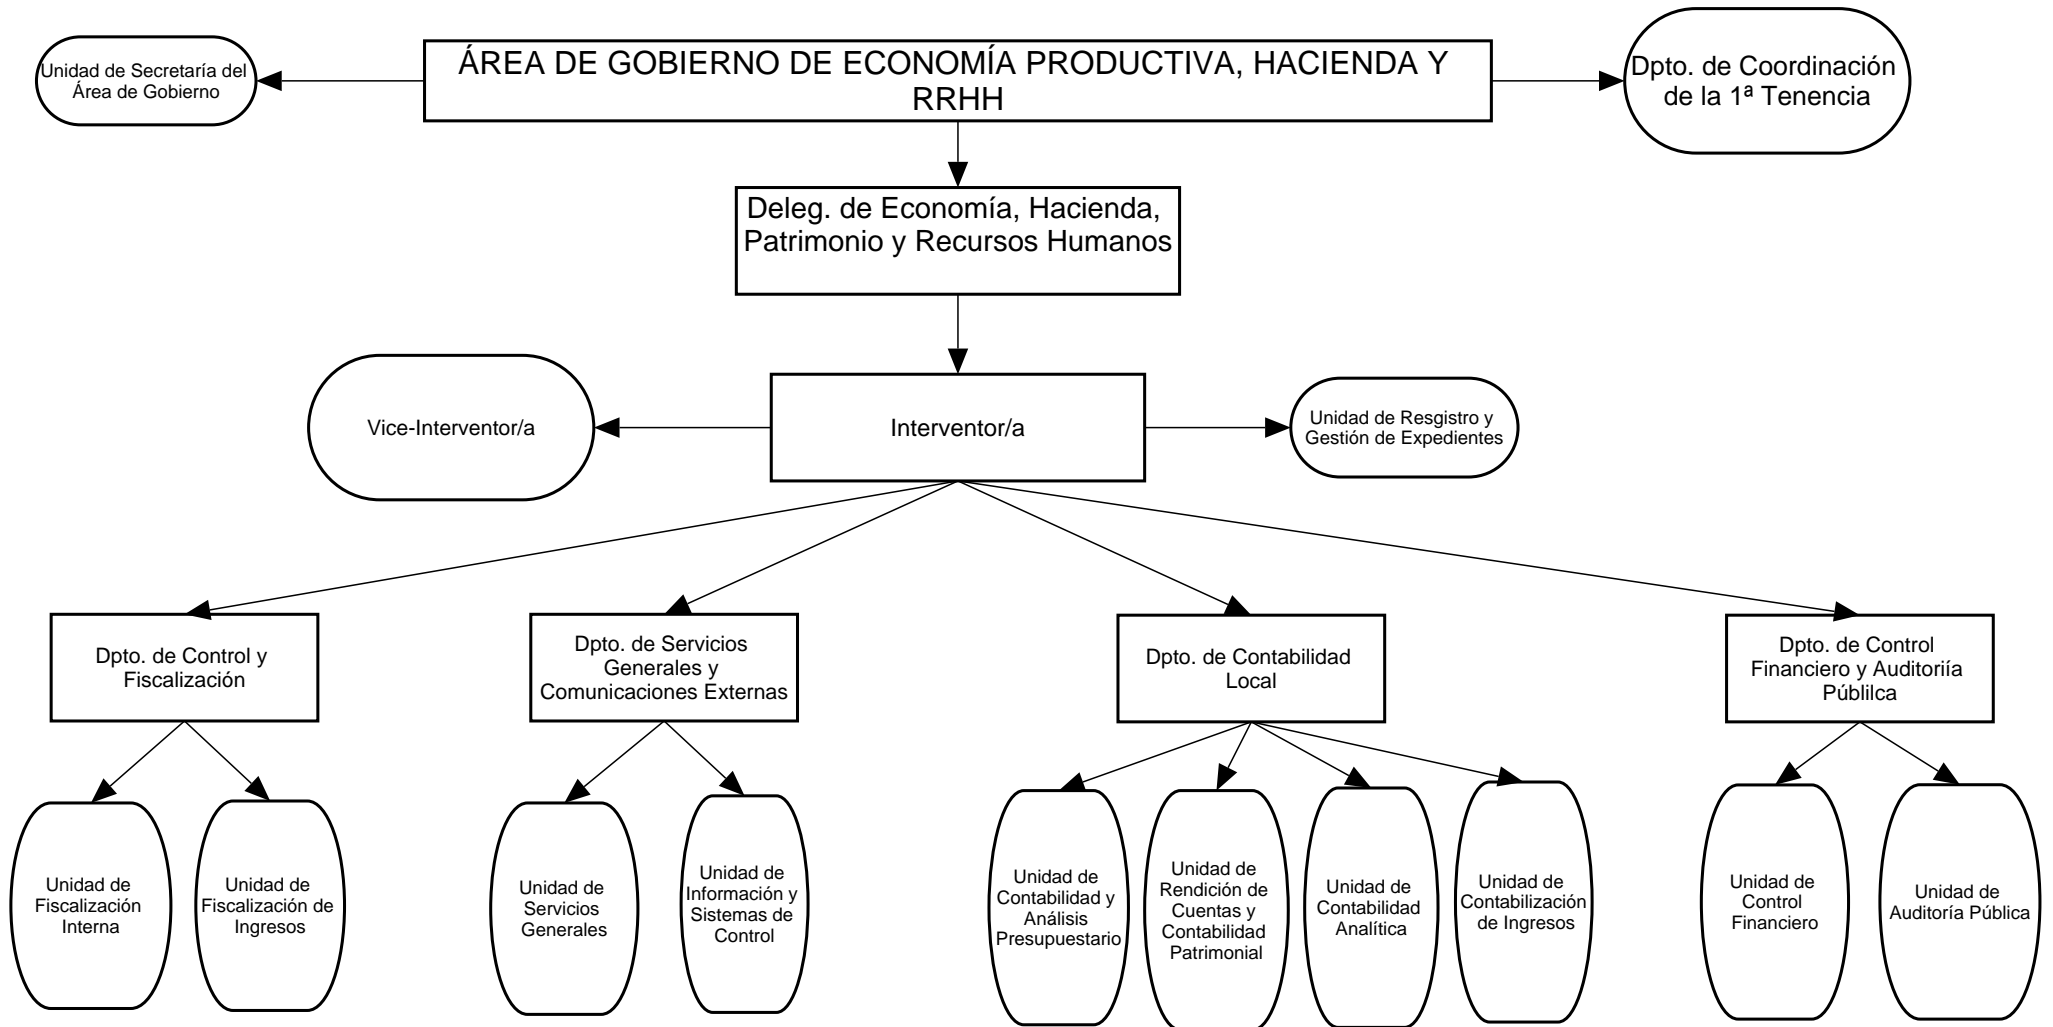 Unidad de Secretaría del
Área de Gobierno
ÁREA DE GOBIERNO DE ECONOMÍA PRODUCTIVA, HACIENDA Y
RRHH
Dpto. de Coordinación
de la 1ª Tenencia
Deleg. de Economía, Hacienda,
Patrimonio y Recursos Humanos
Vice-Interventor/a
Interventor/a
Unidad de Resgistro y
Gestión de Expedientes
Dpto. de Control y
Fiscalización
Dpto. de Servicios
Generales y
Comunicaciones Externas
Dpto. de Contabilidad
Local
Dpto. de Control
Financiero y Auditoriía
Públilca
Unidad de
Fiscalización
Interna
Unidad de
Fiscalización de
Ingresos
Unidad de
Servicios
Generales
Unidad de
Información y
Sistemas de
Control
Unidad de
Contabilidad y
Análisis
Presupuestario
Unidad de
Rendición de
Cuentas y
Contabilidad
Patrimonial
Unidad de
Contabilidad
Analítica
Unidad de
Contabilización
de Ingresos
Unidad de
Control
Financiero
Unidad de
Auditoría Pública